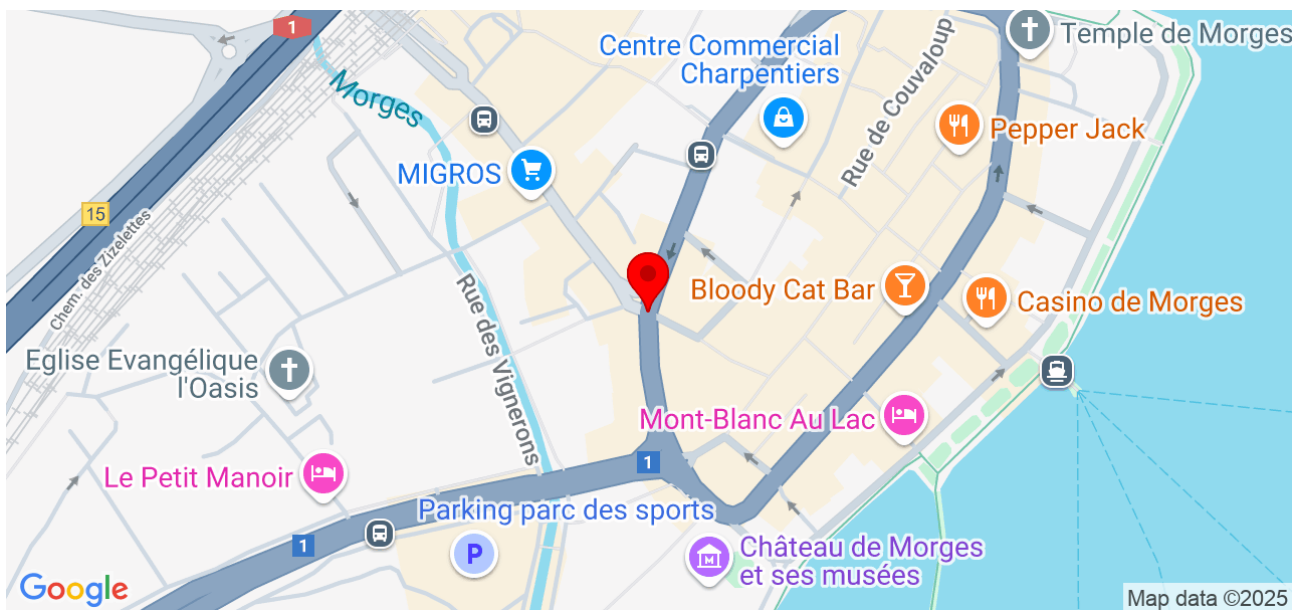 1
Morges
Centre Commercial
Charpentiers
Temple de Morges
Rue de Couvaloup
Pepper Jack
MIGROS
15
Chem. des Zizelettes
Rue des Vignerons
Bloody Cat Bar
Casino de Morges
Eglise Evangélique
l'Oasis
Mont-Blanc Au Lac
Le Petit Manoir
1
Parking parc des sports
P
1
M
Château de Morges
et ses musées
Google
Map data ©2025